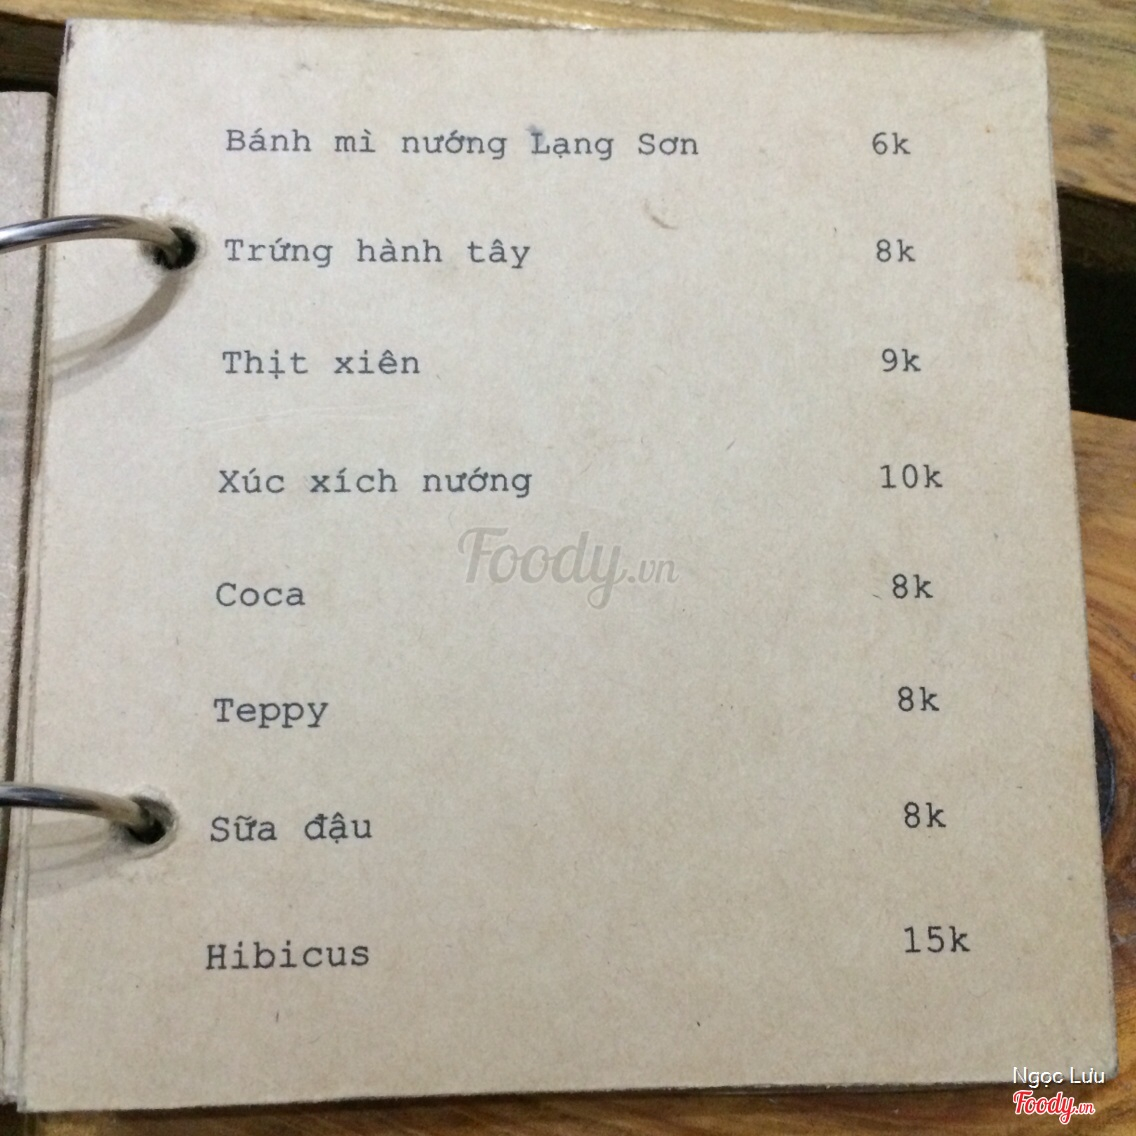 Bánh mì nướng Lạng Sơn 6k
Trứng hành tây 8k
Thịt xiên 9k
Xúc xích nướng 10k
Foody.vn
Coca 8k
Teppy 8k
Sữa đậu 8k
Hibicus 15k
Ngọc Lưu
Foody.vn